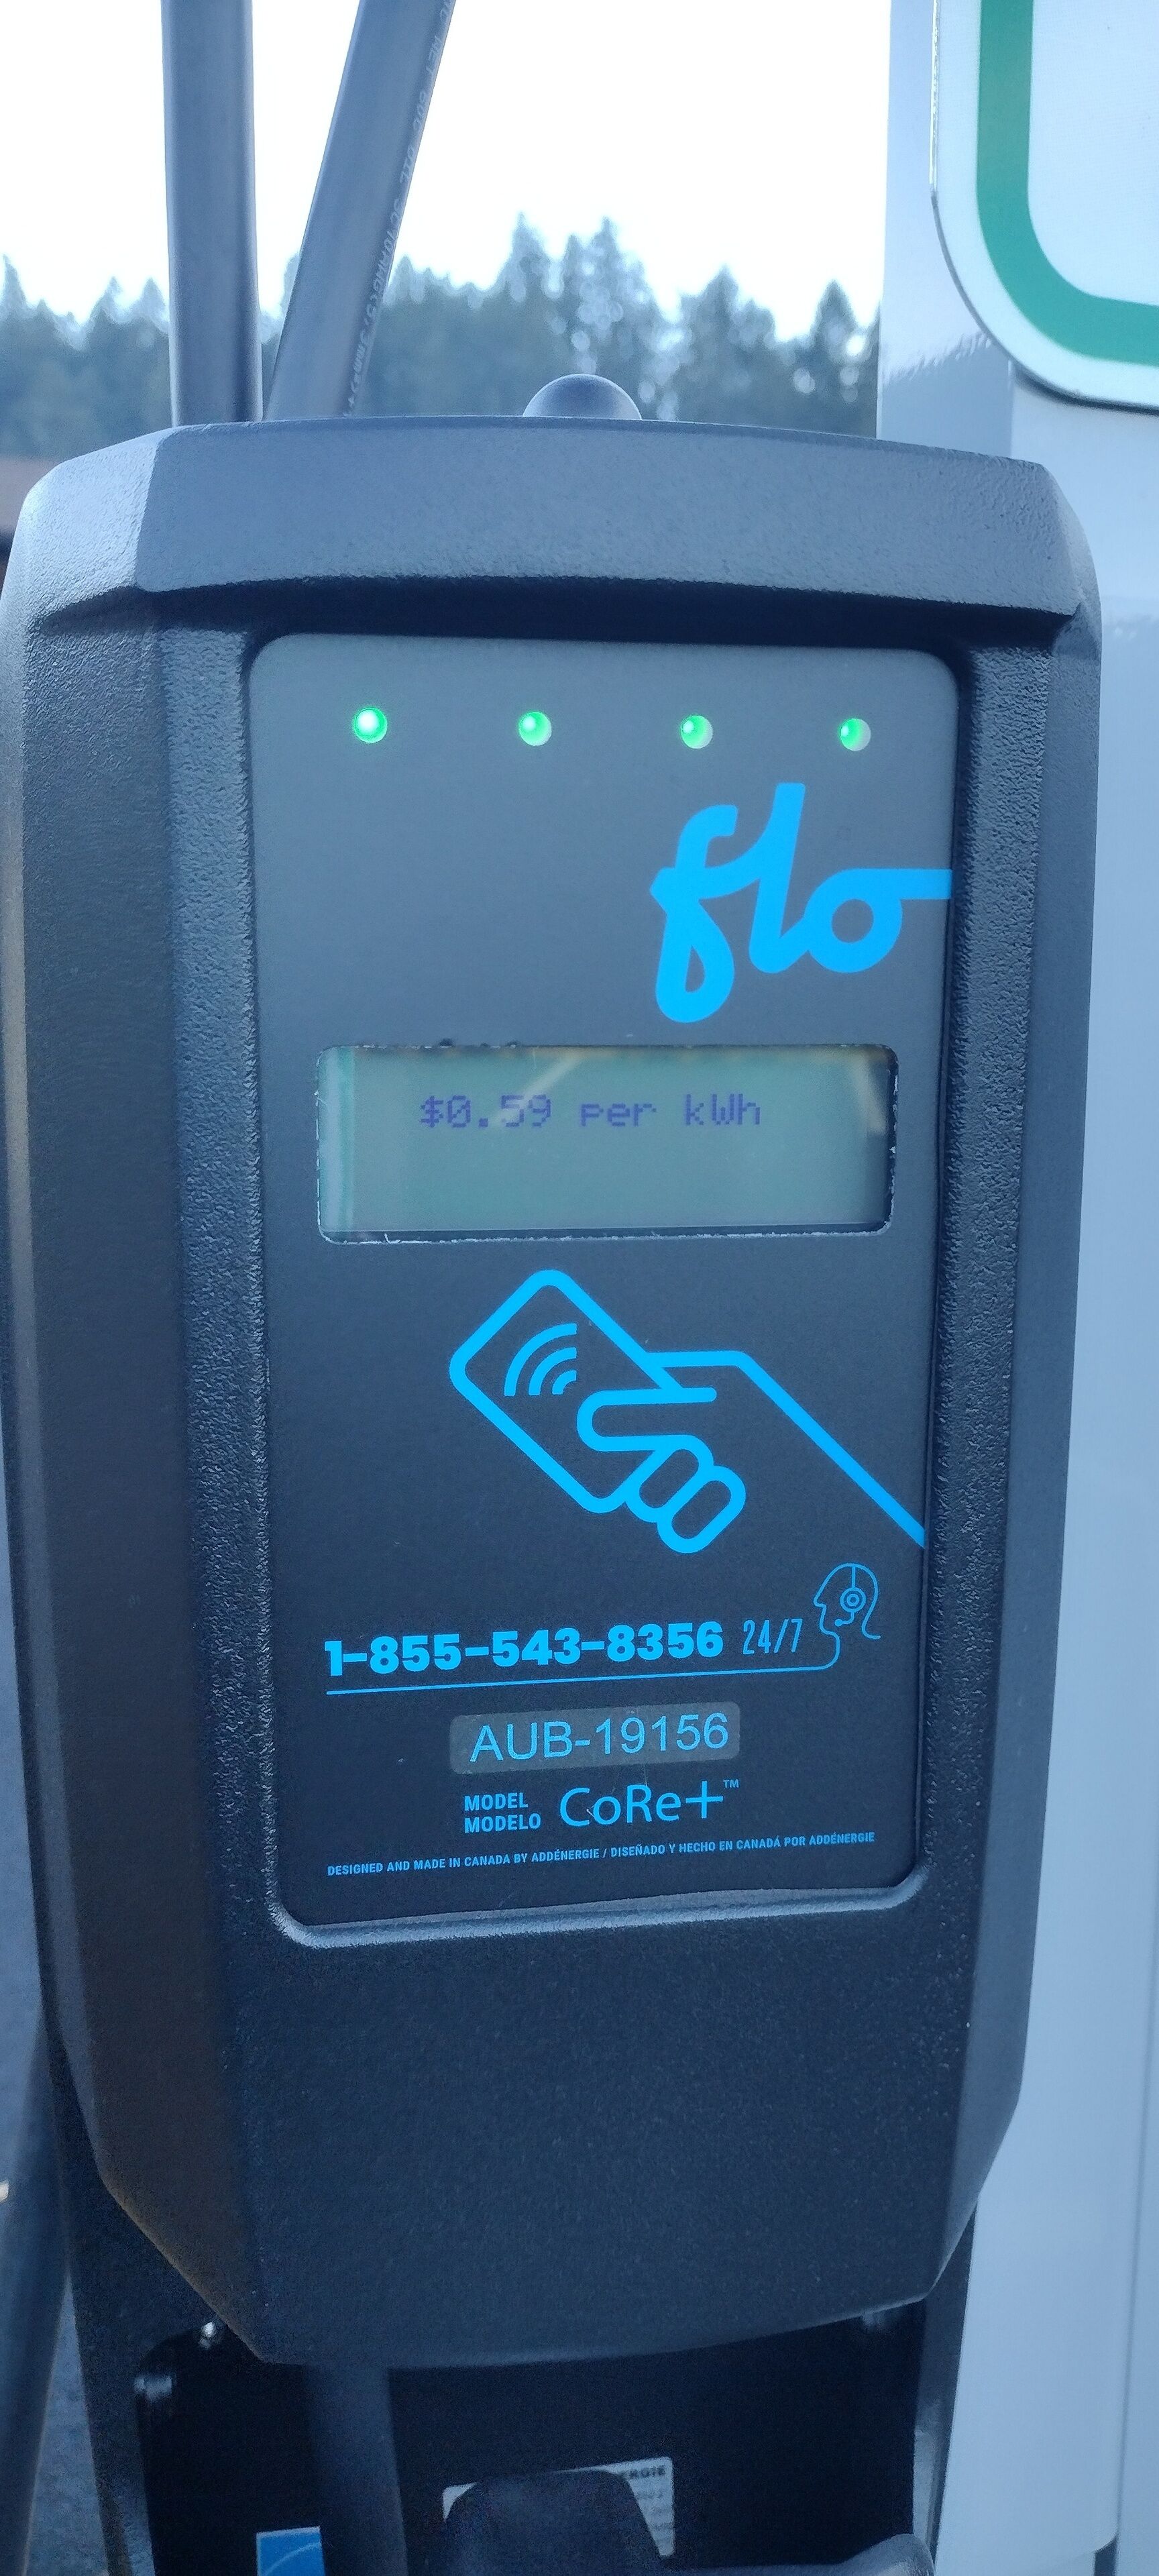 flo
$0.59 per kWh
1-855-543-8356 24/7
AUB-19156
MODEL
MODELO
CoRe+™
DESIGNED AND MADE IN CANADA BY ADDÉNERGIE / DISEÑADO Y HECHO EN CANADÁ POR ADDÉNERGIE